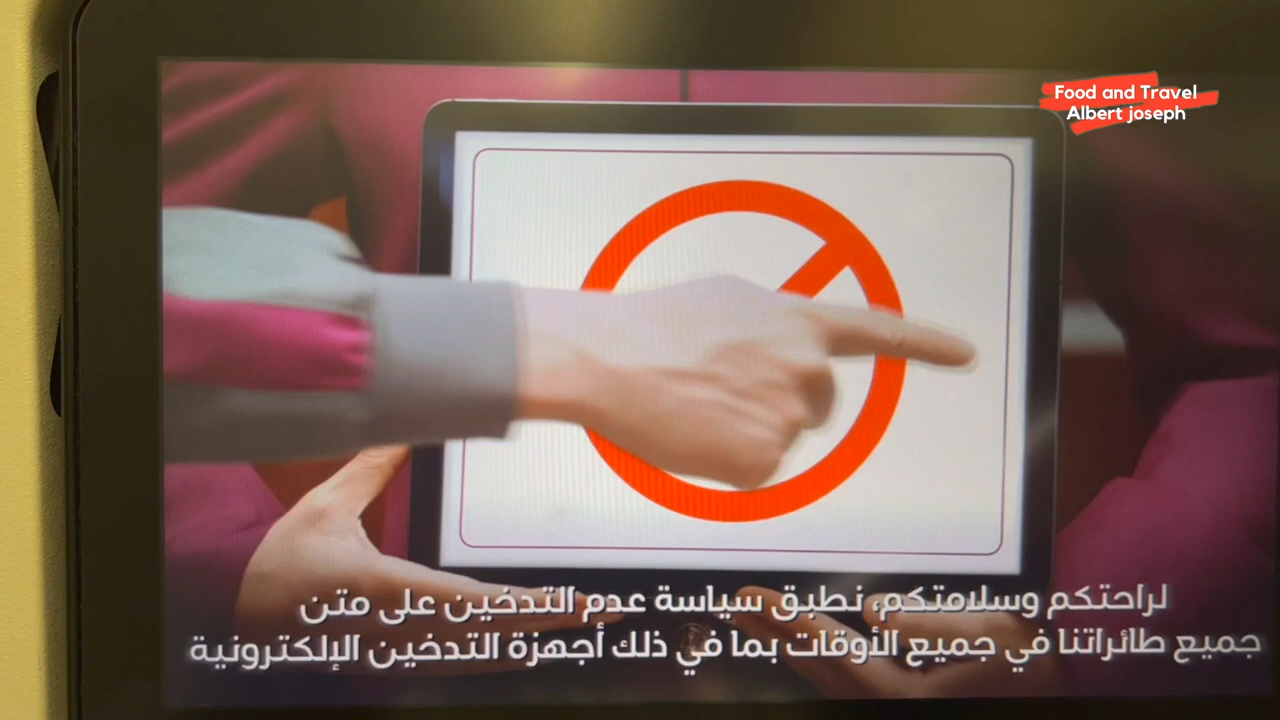 Food and Travel
Albert joseph
لراحتكم وسلامتكم، نطبق سياسة عدم التدخين على متن
جميع طائراتنا في جميع الأوقات بما في ذلك أجهزة التدخين الإلكترونية